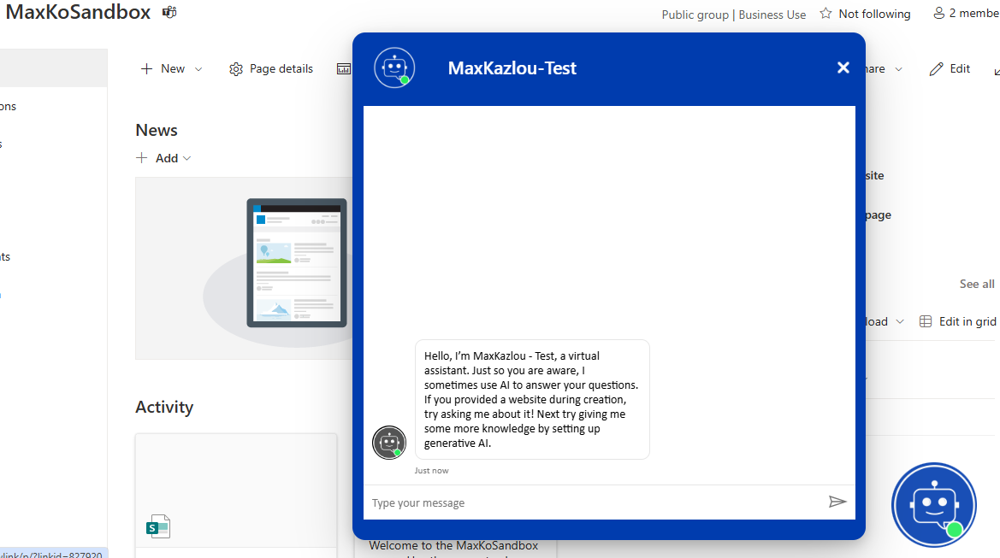 MaxKoSandbox
Public group | Business Use
Not following
2 membe
New
Page details
MaxKazlou-Test
hare
Edit
ons
s
News
Add
site
page
nts
See all
load
Edit in grid
Hello, I'm MaxKazlou - Test, a virtual
assistant. Just so you are aware, I
sometimes use AI to answer your questions.
If you provided a website during creation,
try asking me about it! Next try giving me
some more knowledge by setting up
generative AI.
Just now
Activity
Type your message
S
Welcome to the MaxKoSandbox
vlink/p/?linkid=827920